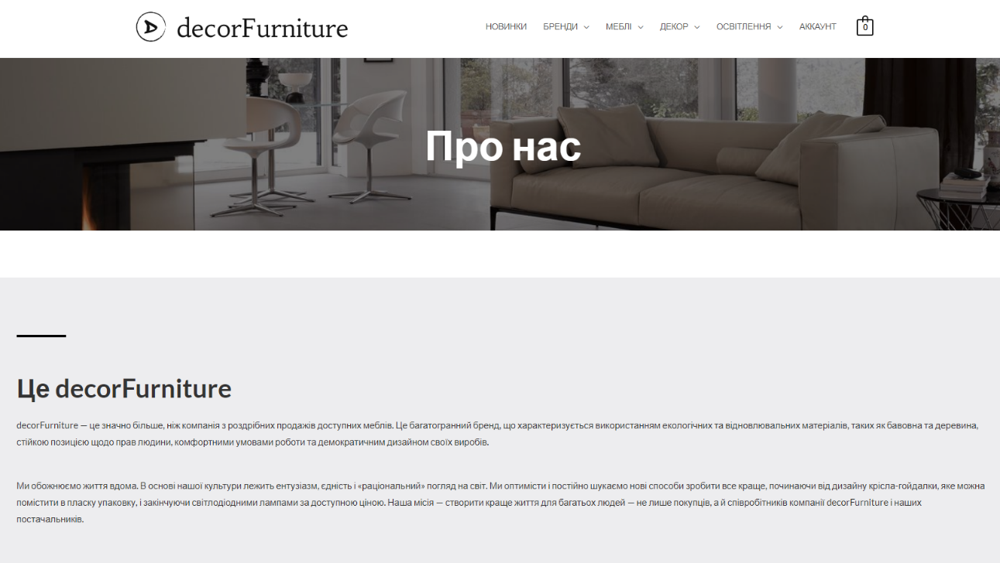 decorFurniture
НОВИНКИ БРЕНДИ МЕБЛІ ДЕКОР ОСВІТЛЕННЯ АККАУНТ 0
Про нас
Це decorFurniture
decorFurniture — це значно більше, ніж компанія з роздрібних продажів доступних меблів. Це багатогранний бренд, що характеризується використанням екологічних та відновлювальних матеріалів, таких як бавовна та деревина,
стійкою позицією щодо прав людини, комфортними умовами роботи та демократичним дизайном своїх виробів.
Ми обожнюємо життя вдома. В основі нашої культури лежить ентузіазм, єдність і «раціональний» погляд на світ. Ми оптимісти і постійно шукаємо нові способи зробити все краще, починаючи від дизайну крісла-гойдалки, яке можна
помістити в пласку упаковку, і закінчуючи світлодіодними лампами за доступною ціною. Наша місія — створити краще життя для багатьох людей — не лише покупців, а й співробітників компанії decorFurniture і наших
постачальників.